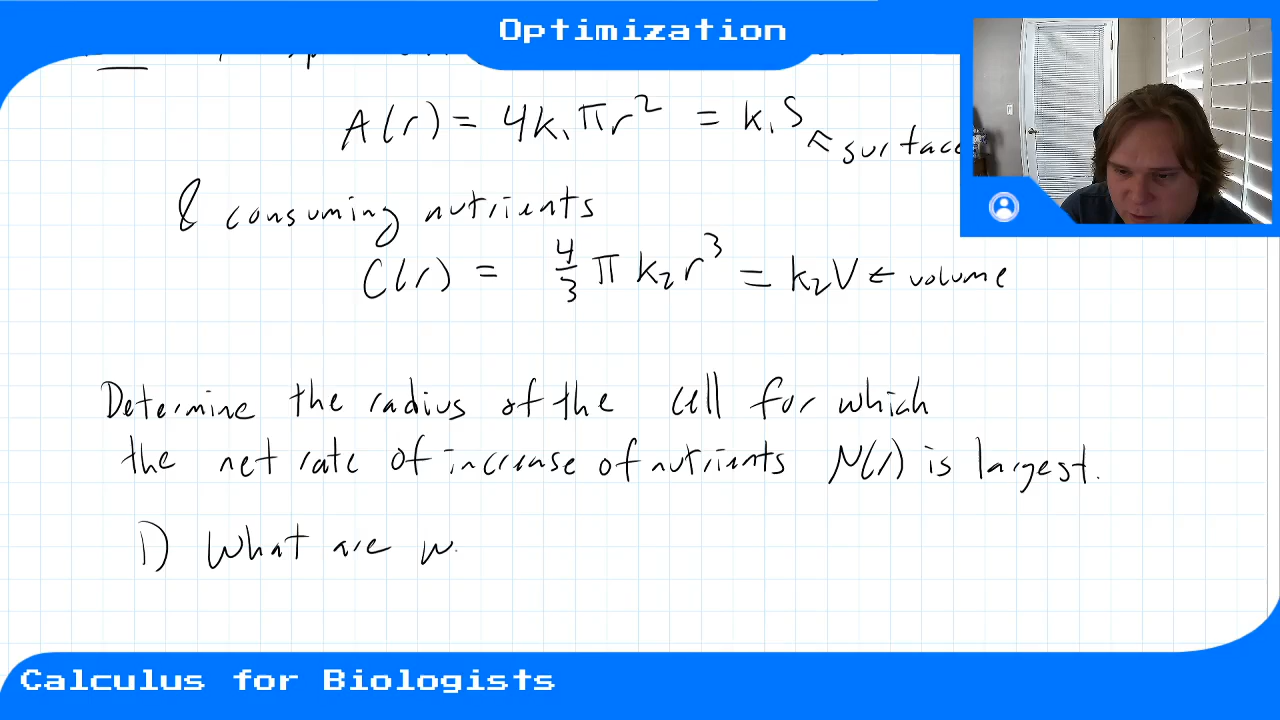 Optimization
A(r) = 4k₁πr² = k₁S
↖ surface
& consuming nutrients
C(r) = 4/3 π k₂r³ = k₂V ← volume
Determine the radius of the cell for which
the net rate of increase of nutrients N(r) is largest.
1) What are w
Calculus for Biologists